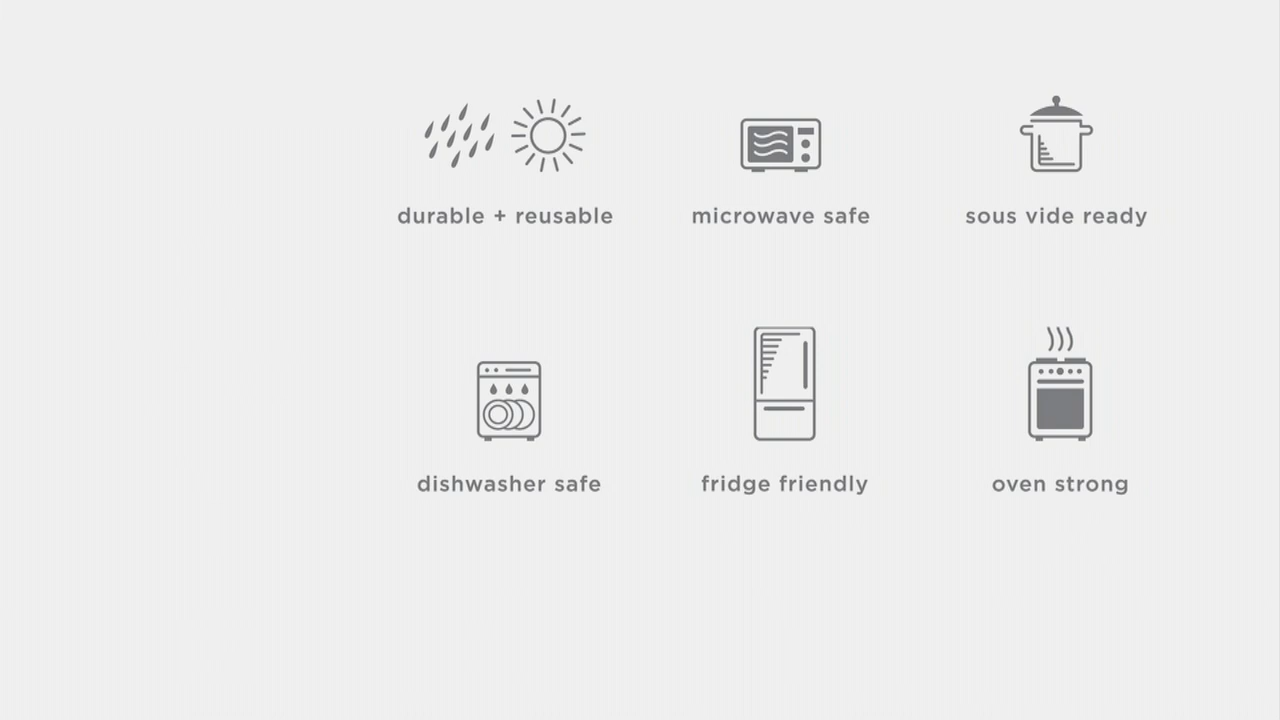 durable + reusable
microwave safe
sous vide ready
dishwasher safe
fridge friendly
oven strong